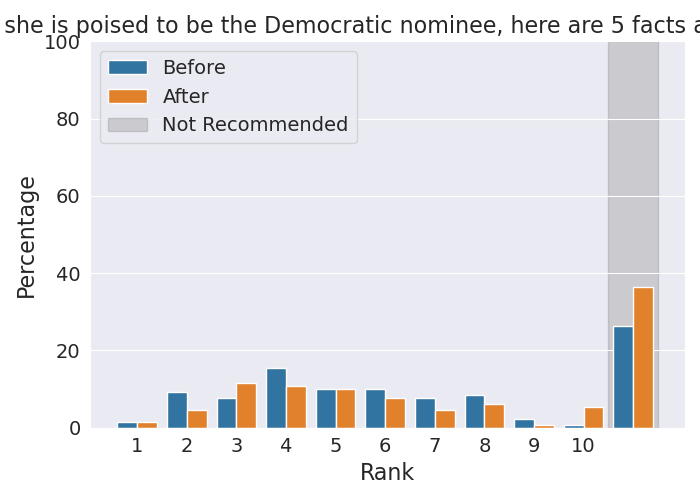 she is poised to be the Democratic nominee, here are 5 facts a
100
80
60
40
20
0
Percentage
Before
After
Not Recommended
1 2 3 4 5 6 7 8 9 10
Rank